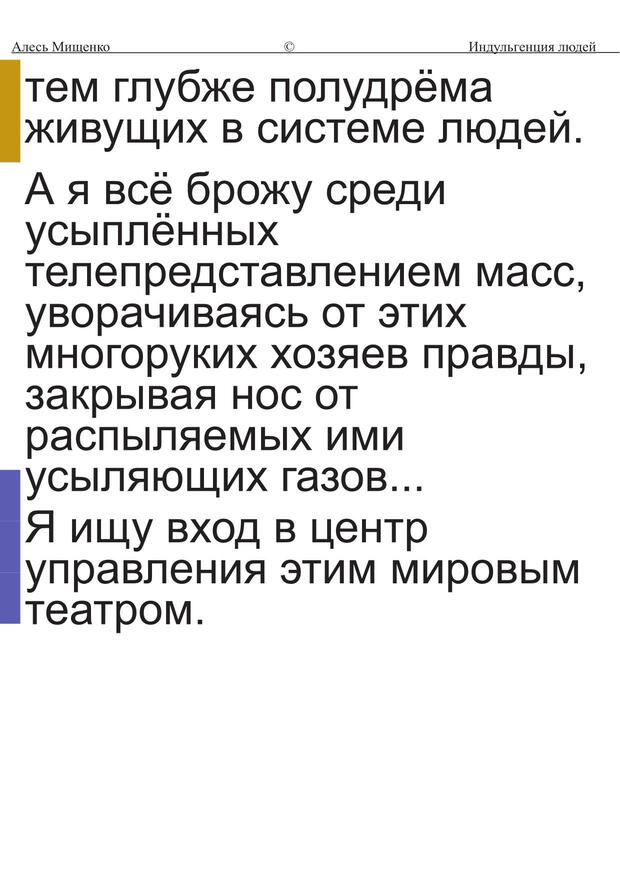 Алесь Мищенко © Индульгенция людей
тем глубже полудрёма
живущих в системе людей.
А я всё брожу среди
усыплённых
телепредставлением масс,
уворачиваясь от этих
многоруких хозяев правды,
закрывая нос от
распыляемых ими
усыляющих газов...
Я ищу вход в центр
управления этим мировым
театром.